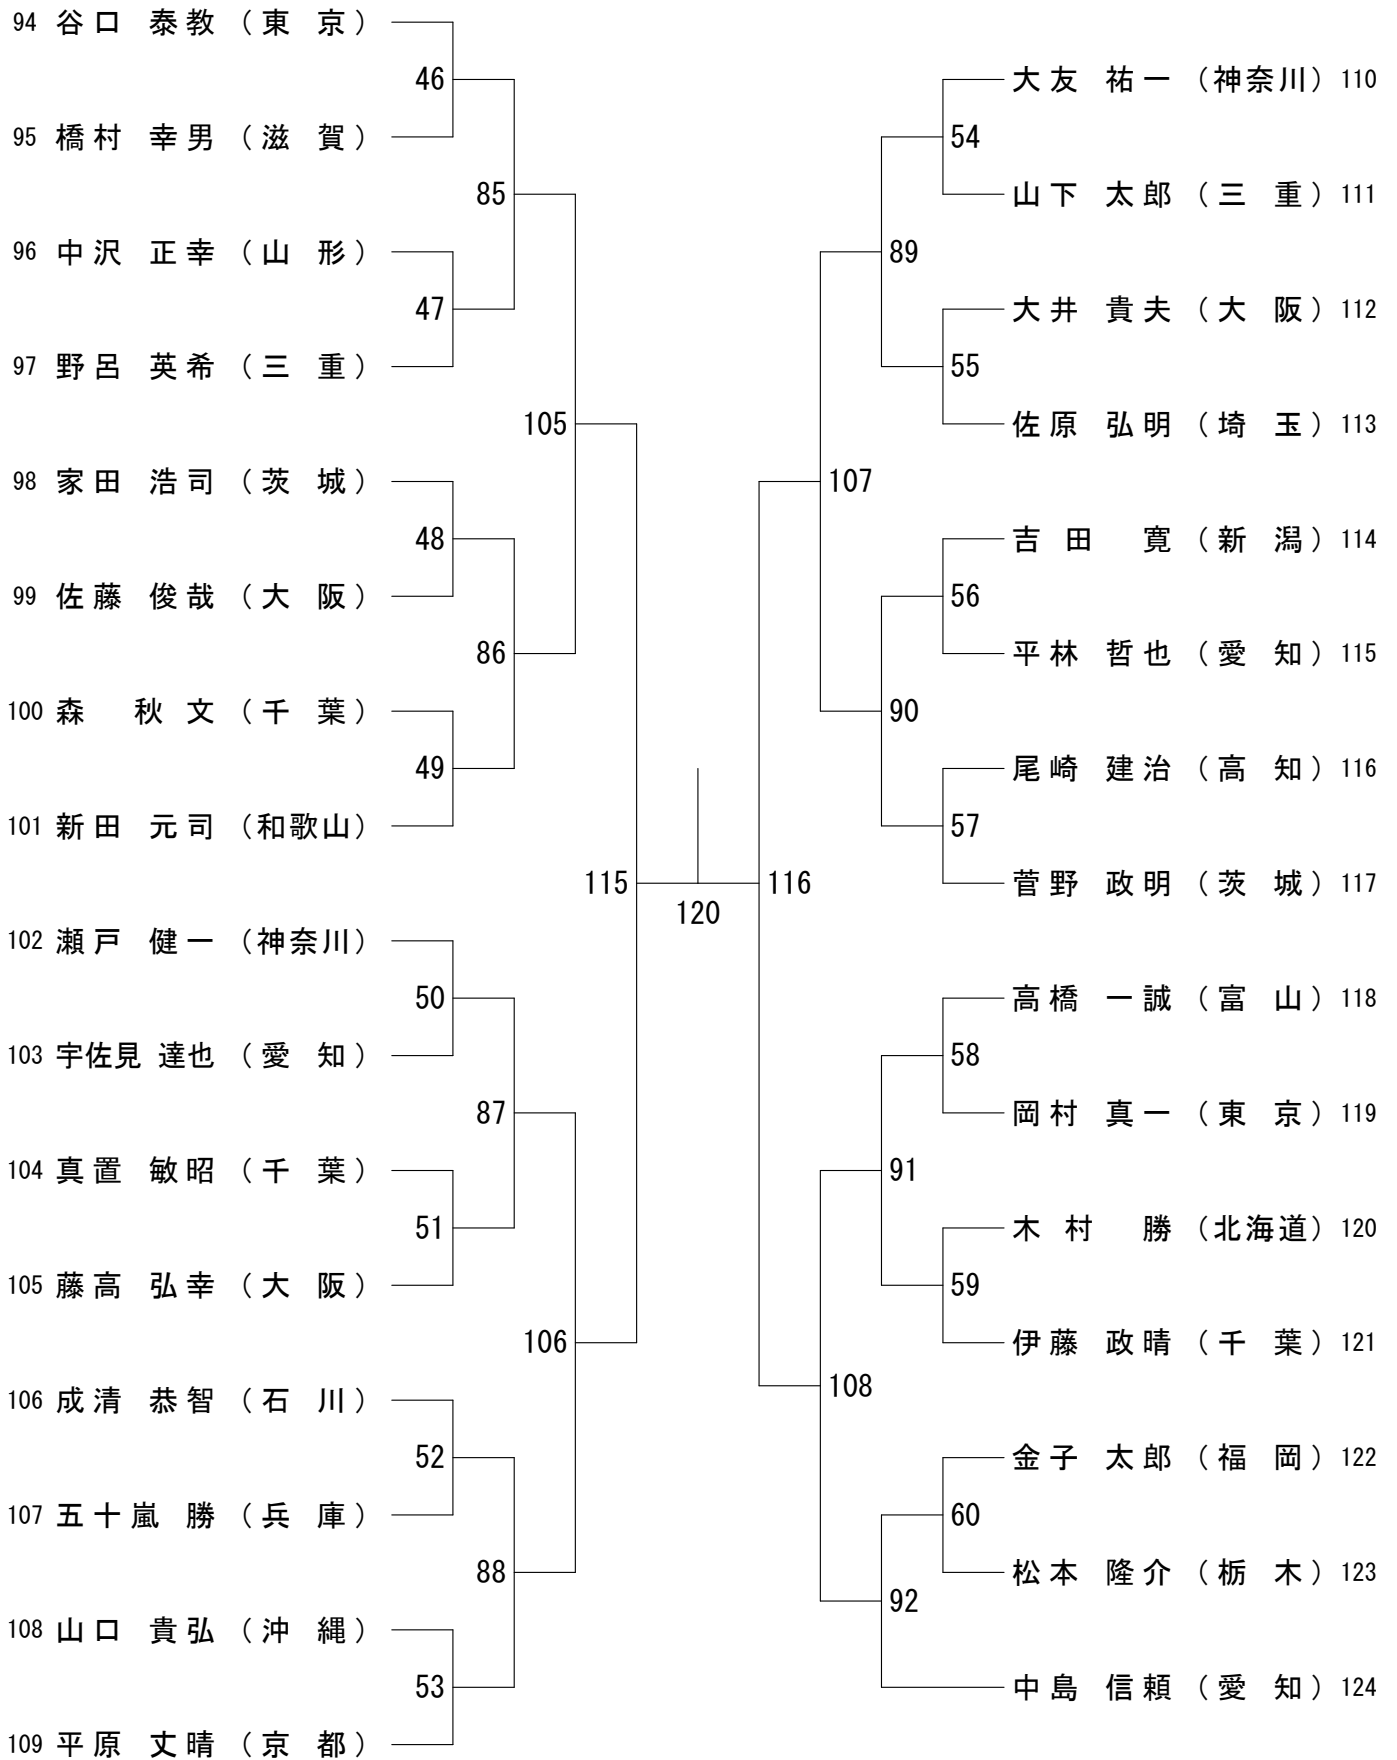 94 谷口 泰教 （東 京）
46
95 橋村 幸男 （滋 賀）
85
96 中沢 正幸 （山 形）
47
97 野呂 英希 （三 重）
105
98 家田 浩司 （茨 城）
48
99 佐藤 俊哉 （大 阪）
86
100 森 秋文 （千 葉）
49
101 新田 元司 （和歌山）
115
102 瀬戸 健一 （神奈川）
50
103 宇佐見 達也 （愛 知）
87
104 真置 敏昭 （千 葉）
51
105 藤高 弘幸 （大 阪）
106
106 成清 恭智 （石 川）
52
107 五十嵐 勝 （兵 庫）
88
108 山口 貴弘 （沖 縄）
53
109 平原 丈晴 （京 都）
120
大友 祐一 （神奈川） 110
54
山下 太郎 （三 重） 111
89
大井 貴夫 （大 阪） 112
55
佐原 弘明 （埼 玉） 113
107
吉田 寛 （新 潟） 114
56
平林 哲也 （愛 知） 115
90
尾崎 建治 （高 知） 116
57
菅野 政明 （茨 城） 117
116
高橋 一誠 （富 山） 118
58
岡村 真一 （東 京） 119
91
木村 勝 （北海道） 120
59
伊藤 政晴 （千 葉） 121
108
金子 太郎 （福 岡） 122
60
松本 隆介 （栃 木） 123
92
中島 信頼 （愛 知） 124